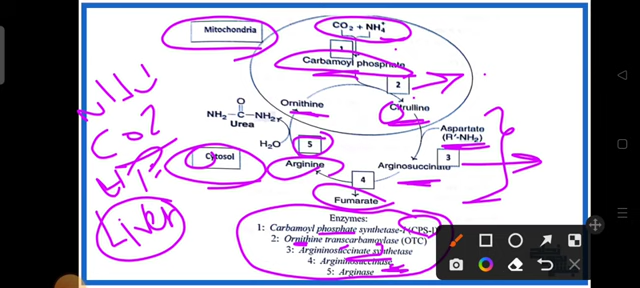 Mitochondria
CO₂ + NH₄⁺
1
Carbamoyl phosphate
2
Ornithine
Citrulline
O
NH₂—C—NH₂
Urea
Aspartate
(R'-NH₂)
H₂O
5
3
Cytosol
Arginine
Arginosuccinate
4
Fumarate
Enzymes:
1: Carbamoyl phosphate synthetase-I (CPS-I)
2: Ornithine transcarbamylase (OTC)
3: Argininosuccinate synthetase
4: Argininosuccinase
5: Arginase
CO2
Liver